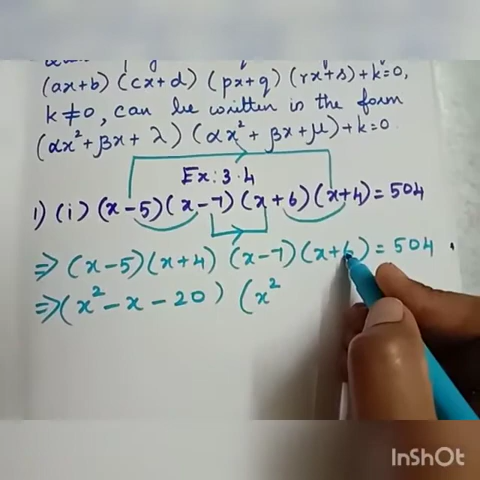 (ax+b) (cx+d) (px+q) (rx+s)+k=0,
k≠0, can be written in the form
(αx²+βx+λ) (αx²+βx+μ)+k=0
Ex:3.4
1) (i) (x-5)(x-7)(x+6)(x+4)=504
⇒ (x-5)(x+4) (x-7)(x+6)=504
⇒(x²-x-20) (x²
InShOt